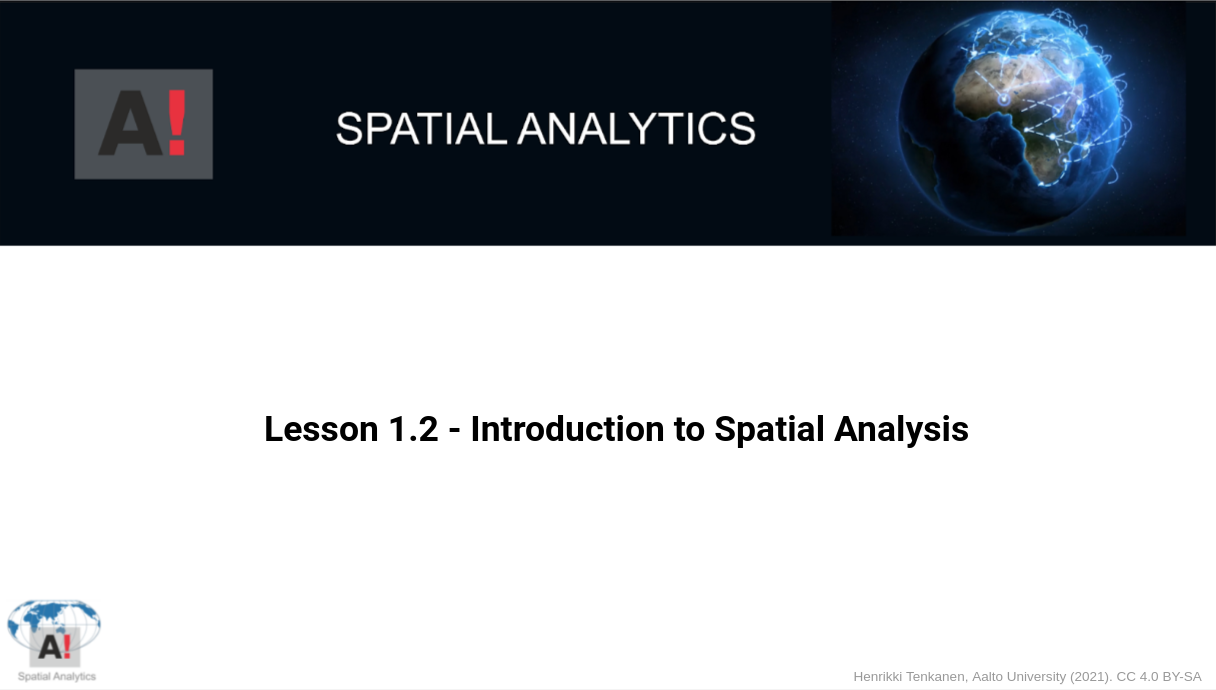 A!
SPATIAL ANALYTICS
Lesson 1.2 - Introduction to Spatial Analysis
A!
Spatial Analytics
Henrikki Tenkanen, Aalto University (2021). CC 4.0 BY-SA